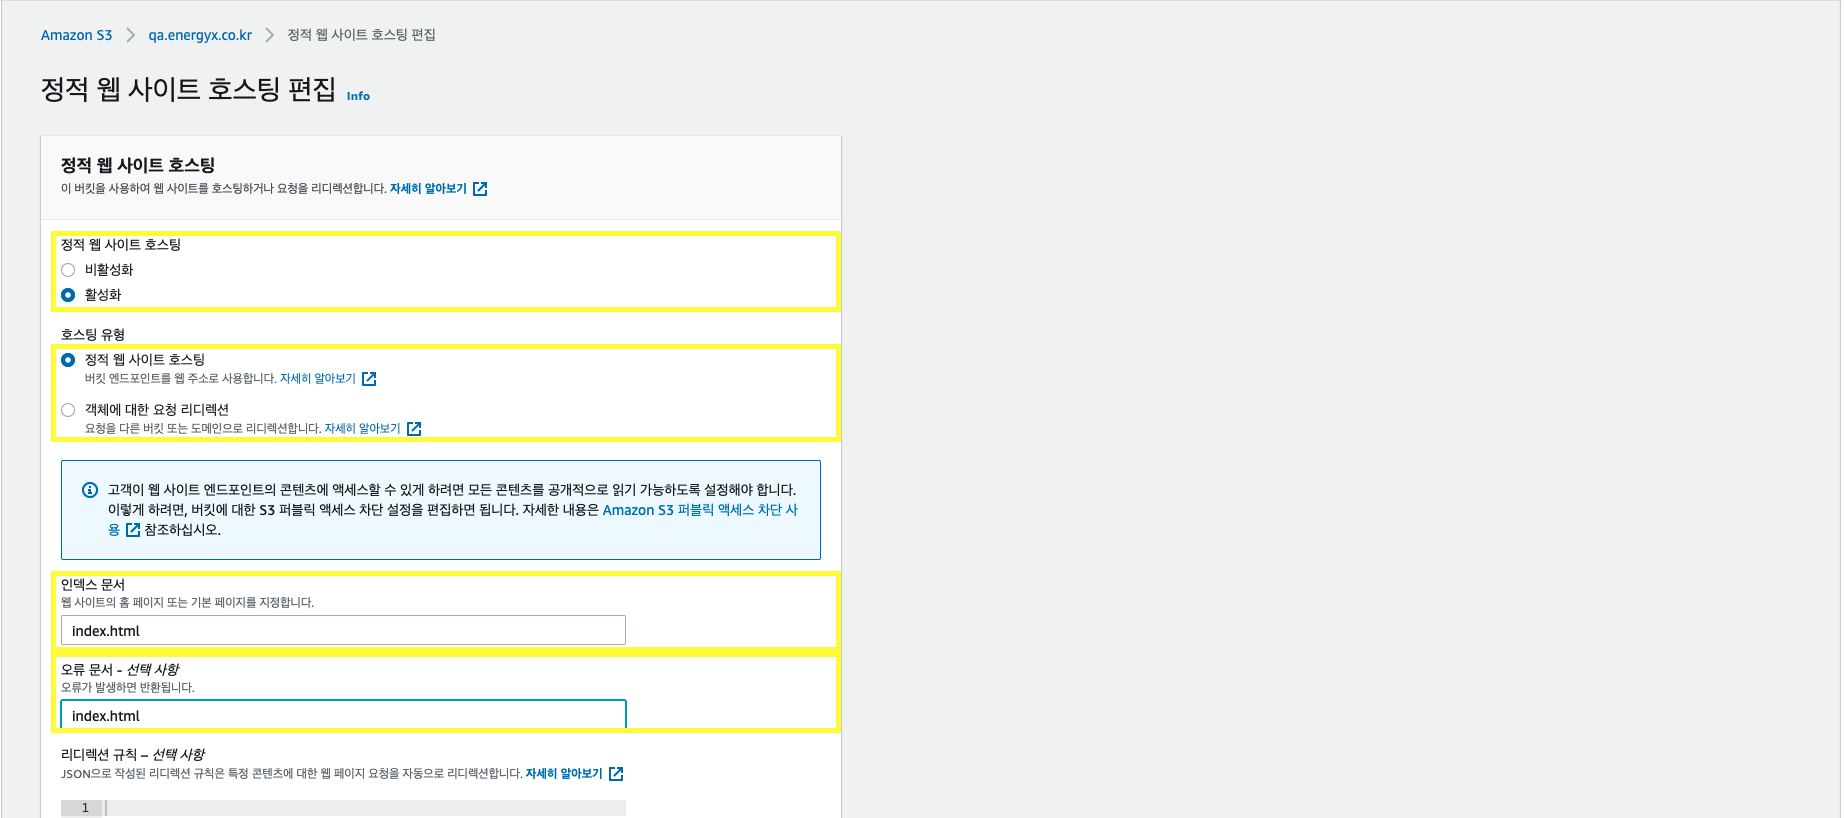 Amazon S3 > qa.energyx.co.kr > 정적 웹 사이트 호스팅 편집
정적 웹 사이트 호스팅 편집 Info
정적 웹 사이트 호스팅
이 버킷을 사용하여 웹 사이트를 호스팅하거나 요청을 리디렉션합니다. 자세히 알아보기
정적 웹 사이트 호스팅
비활성화
활성화
호스팅 유형
정적 웹 사이트 호스팅
버킷 엔드포인트를 웹 주소로 사용합니다. 자세히 알아보기
객체에 대한 요청 리디렉션
요청을 다른 버킷 또는 도메인으로 리디렉션합니다. 자세히 알아보기
고객이 웹 사이트 엔드포인트의 콘텐츠에 액세스할 수 있게 하려면 모든 콘텐츠를 공개적으로 읽기 가능하도록 설정해야 합니다.
이렇게 하려면, 버킷에 대한 S3 퍼블릭 액세스 차단 설정을 편집하면 됩니다. 자세한 내용은 Amazon S3 퍼블릭 액세스 차단 사
용 참조하십시오.
인덱스 문서
웹 사이트의 홈 페이지 또는 기본 페이지를 지정합니다.
index.html
오류 문서 - 선택 사항
오류가 발생하면 반환됩니다.
index.html
리디렉션 규칙 – 선택 사항
JSON으로 작성된 리디렉션 규칙은 특정 콘텐츠에 대한 웹 페이지 요청을 자동으로 리디렉션합니다. 자세히 알아보기
1